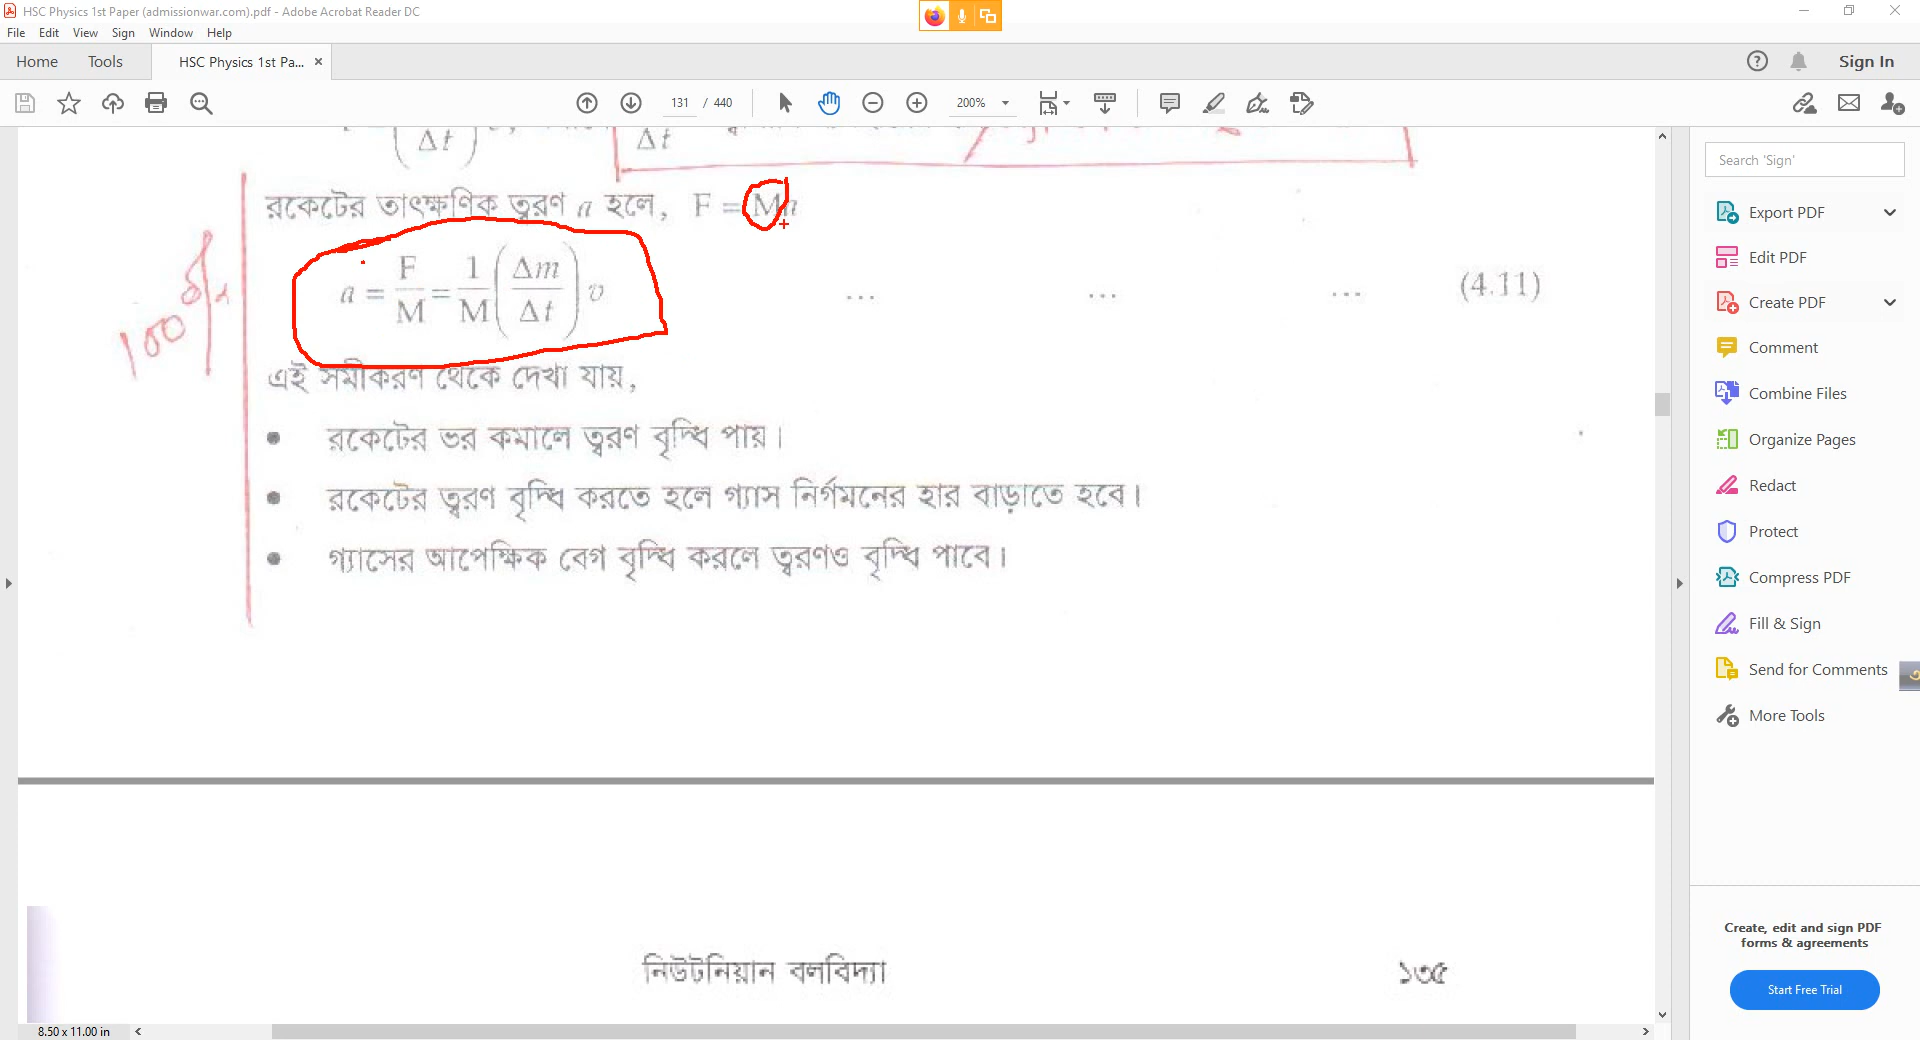 HSC Physics 1st Paper (admissionwar.com).pdf - Adobe Acrobat Reader DC
File Edit View Sign Window Help
Home Tools HSC Physics 1st Pa... × Sign In
131 / 440 200%
Δt Δt
রকেটের তাৎক্ষণিক ত্বরণ a হলে, F = Ma
a = F/M = 1/M (Δm/Δt) v ... ... ... (4.11)
100%
এই সমীকরণ থেকে দেখা যায়,
• রকেটের ভর কমালে ত্বরণ বৃদ্ধি পায়।
• রকেটের ত্বরণ বৃদ্ধি করতে হলে গ্যাস নির্গমনের হার বাড়াতে হবে।
• গ্যাসের আপেক্ষিক বেগ বৃদ্ধি করলে ত্বরণও বৃদ্ধি পাবে।
নিউটনিয়ান বলবিদ্যা ১৩৫
8.50 x 11.00 in
Search 'Sign'
Export PDF
Edit PDF
Create PDF
Comment
Combine Files
Organize Pages
Redact
Protect
Compress PDF
Fill & Sign
Send for Comments
More Tools
Create, edit and sign PDF
forms & agreements
Start Free Trial